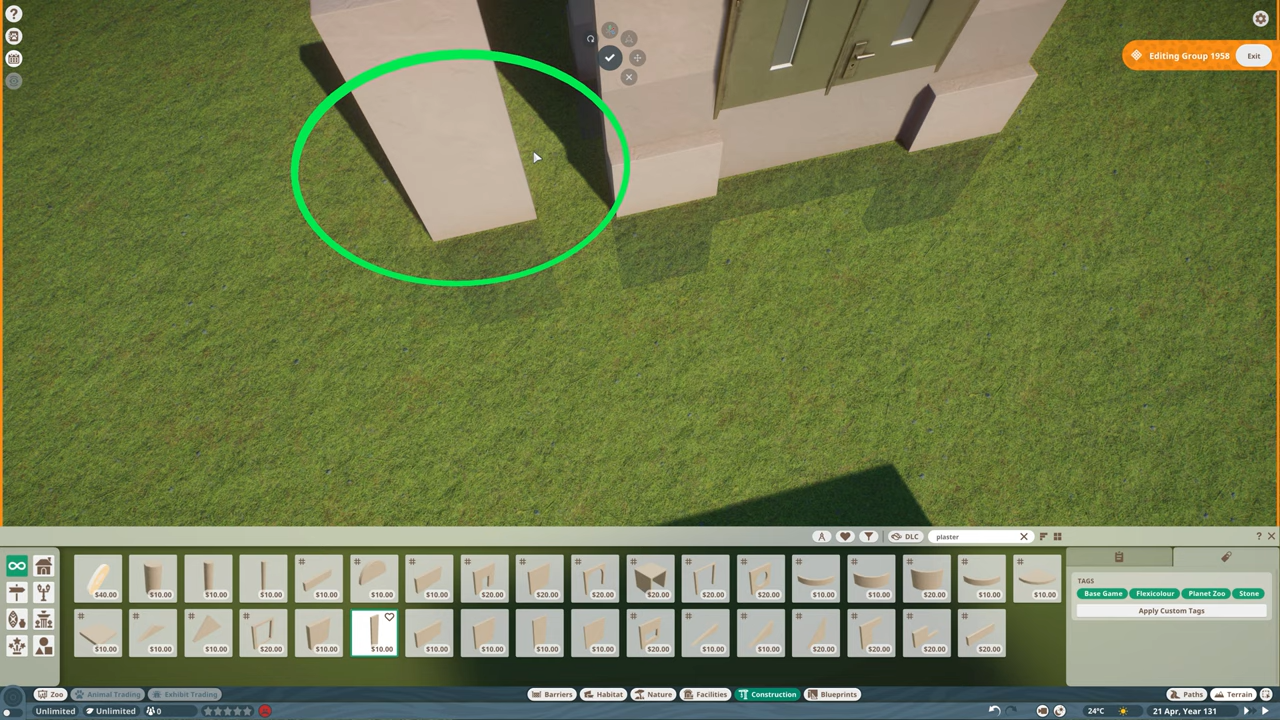 Editing Group 1958 Exit
DLC plaster
$40.00 $10.00 $10.00 $10.00 $10.00 $10.00 $10.00 $20.00 $20.00 $20.00 $20.00 $20.00 $20.00 $10.00 $10.00 $20.00 $10.00 $10.00
$10.00 $10.00 $10.00 $20.00 $10.00 $10.00 $10.00 $10.00 $10.00 $10.00 $20.00 $10.00 $10.00 $20.00 $20.00 $20.00 $20.00
TAGS
Base Game Flexicolour Planet Zoo Stone
Apply Custom Tags
Zoo Animal Trading Exhibit Trading Barriers Habitat Nature Facilities Construction Blueprints Paths Terrain
Unlimited Unlimited 0 24°C 21 Apr, Year 131